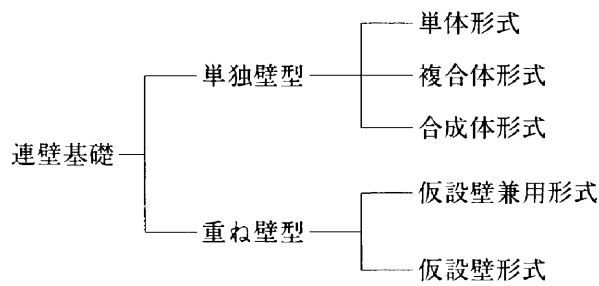 連壁基礎
単独壁型
単体形式
複合体形式
合成体形式
重ね壁型
仮設壁兼用形式
仮設壁形式